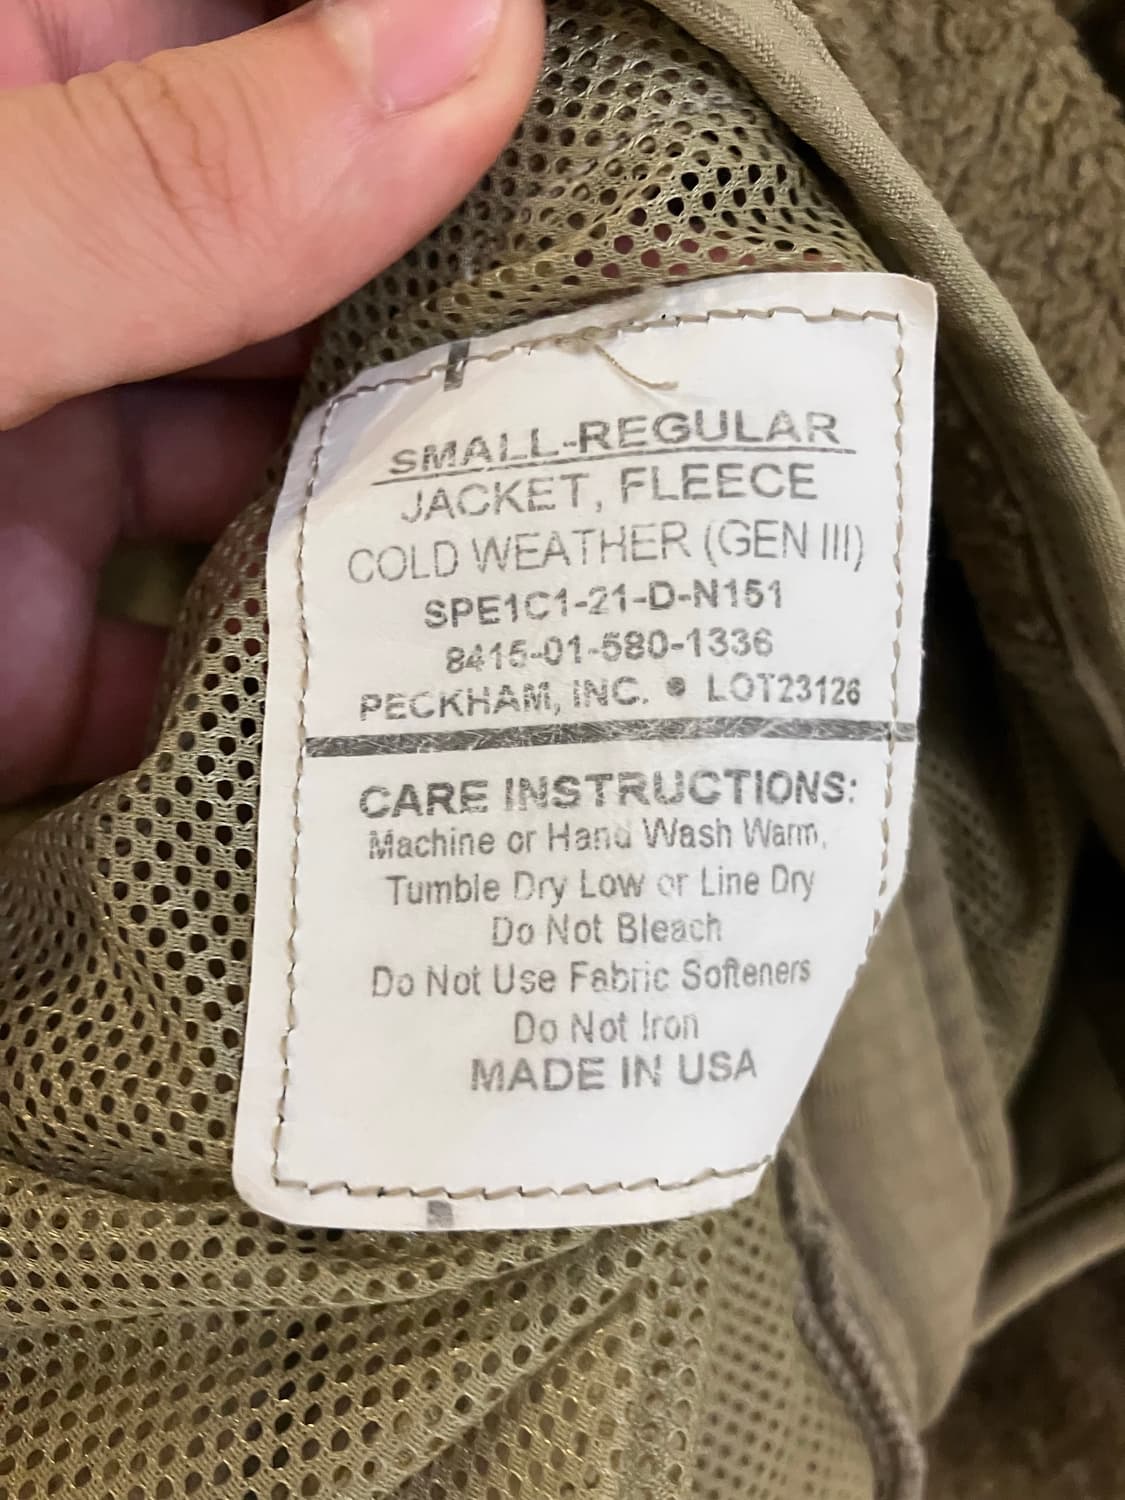 SMALL-REGULAR
JACKET, FLEECE
COLD WEATHER (GEN III)
SPE1C1-21-D-N151
8415-01-580-1336
PECKHAM, INC. ● LOT23126
CARE INSTRUCTIONS:
Machine or Hand Wash Warm,
Tumble Dry Low or Line Dry
Do Not Bleach
Do Not Use Fabric Softeners
Do Not Iron
MADE IN USA